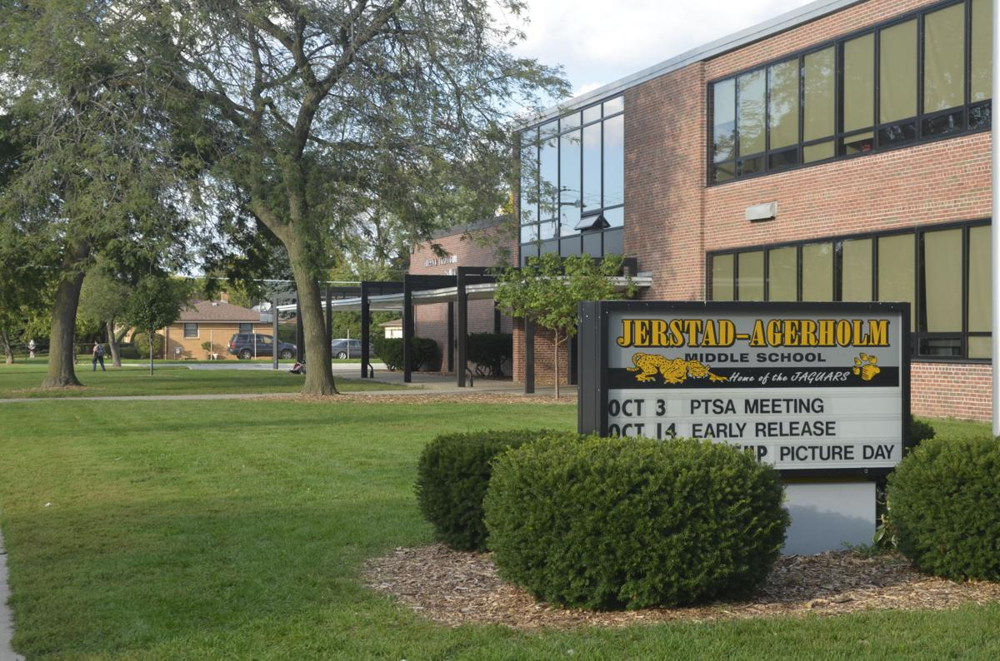 JERSTAD-AGERHOLM
MIDDLE SCHOOL
Home of the JAGUARS
OCT 3 PTSA MEETING
OCT 14 EARLY RELEASE
PICTURE DAY